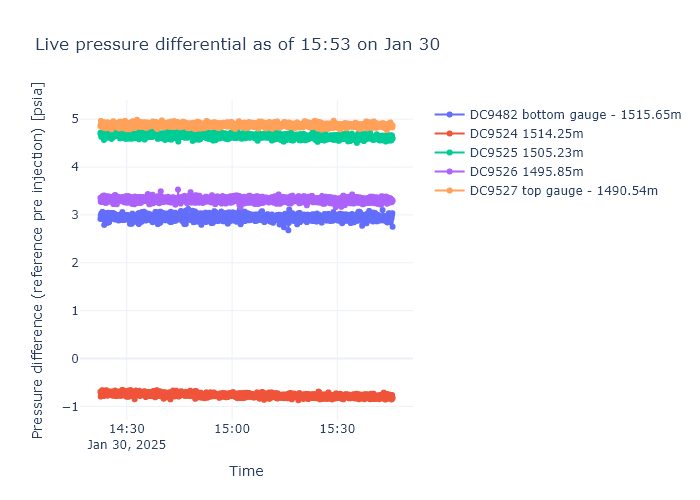 Live pressure differential as of 15:53 on Jan 30
Pressure difference (reference pre injection) [psia]
5
4
3
2
1
0
−1
14:30
Jan 30, 2025
15:00
15:30
Time
DC9482 bottom gauge - 1515.65m
DC9524 1514.25m
DC9525 1505.23m
DC9526 1495.85m
DC9527 top gauge - 1490.54m